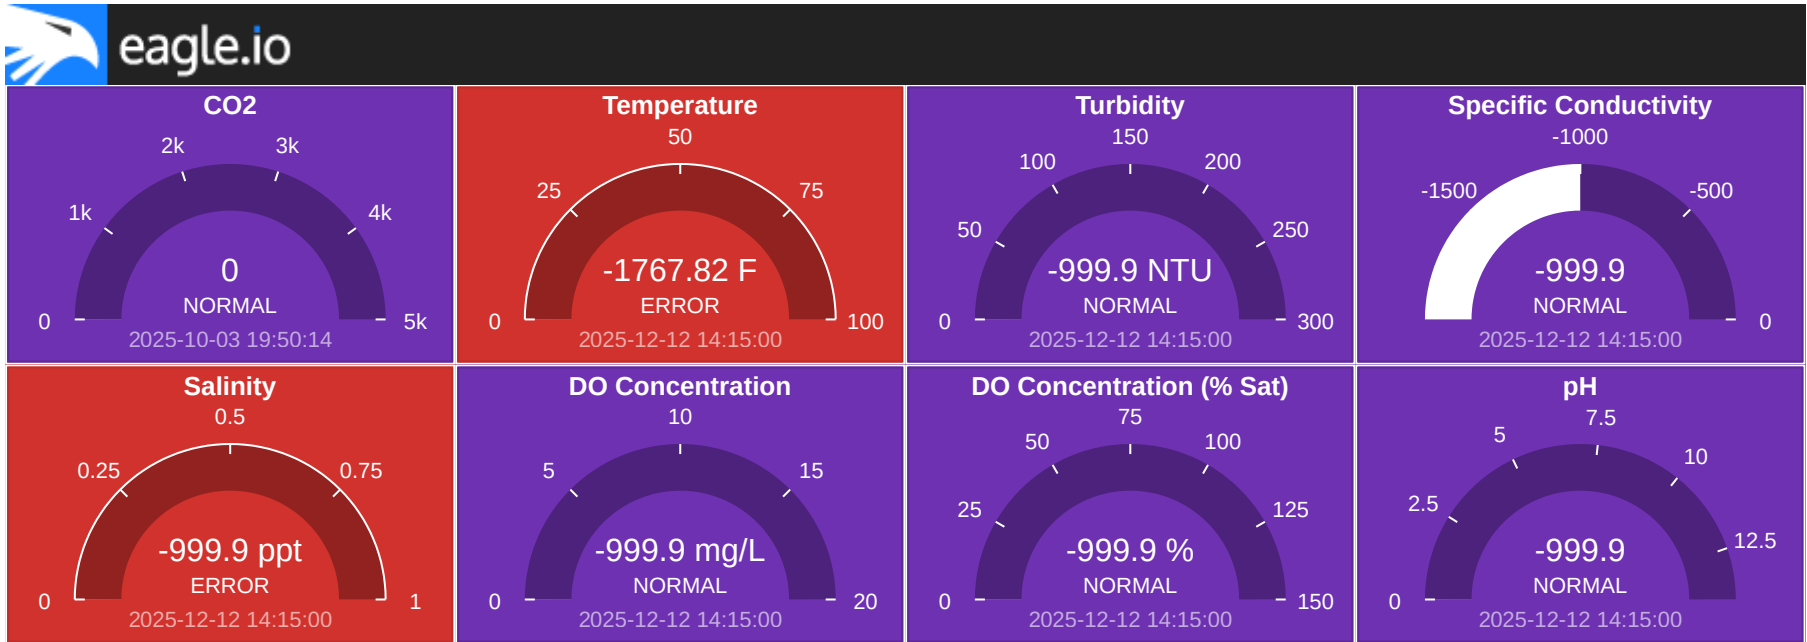 eagle.io
CO2
0
1k
2k
3k
4k
5k
0
NORMAL
2025-10-03 19:50:14
Temperature
0
25
50
75
100
-1767.82 F
ERROR
2025-12-12 14:15:00
Turbidity
0
50
100
150
200
250
300
-999.9 NTU
NORMAL
2025-12-12 14:15:00
Specific Conductivity
-1500
-1000
-500
0
-999.9
NORMAL
2025-12-12 14:15:00
Salinity
0
0.25
0.5
0.75
1
-999.9 ppt
ERROR
2025-12-12 14:15:00
DO Concentration
0
5
10
15
20
-999.9 mg/L
NORMAL
2025-12-12 14:15:00
DO Concentration (% Sat)
0
25
50
75
100
125
150
-999.9 %
NORMAL
2025-12-12 14:15:00
pH
0
2.5
5
7.5
10
12.5
-999.9
NORMAL
2025-12-12 14:15:00